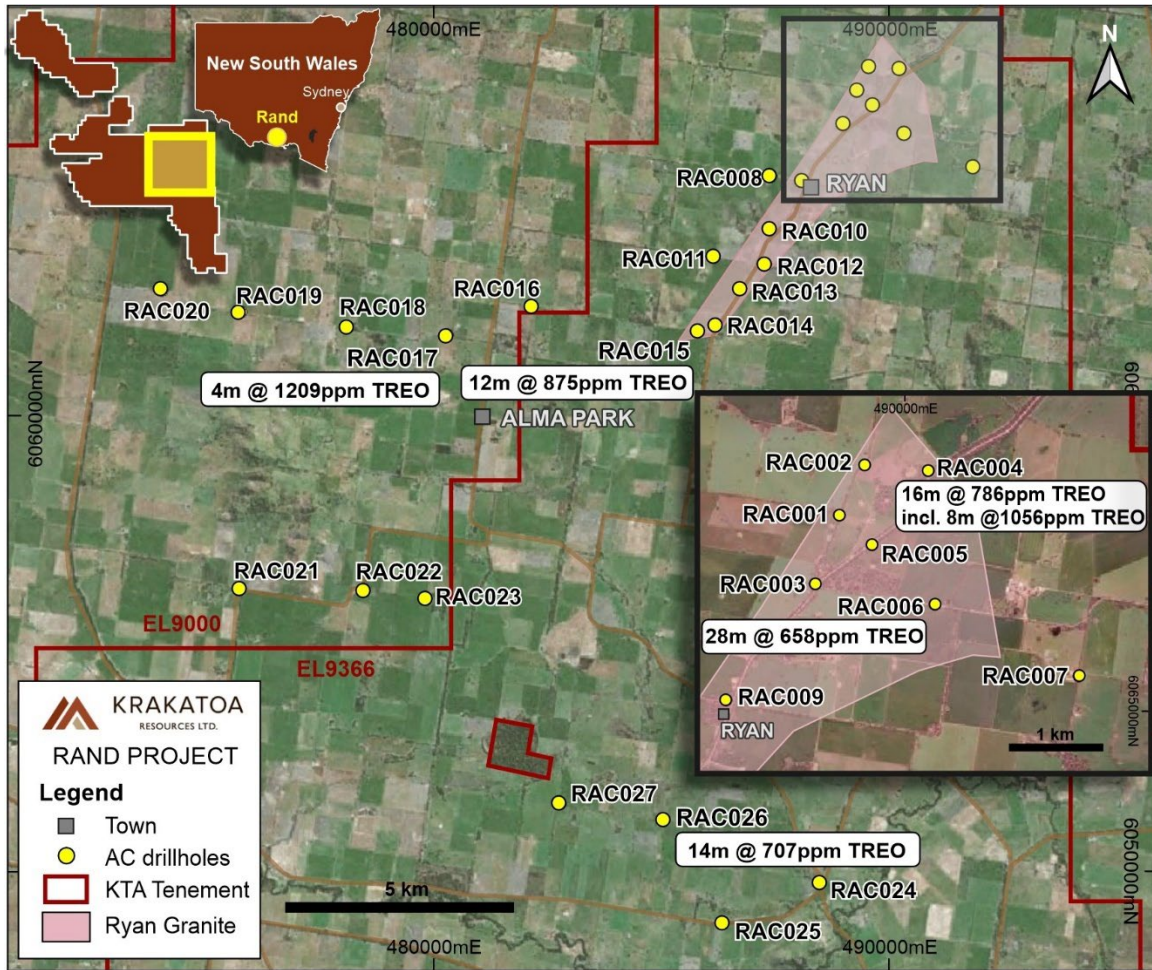 480000mE
490000mE
N
New South Wales
Sydney
Rand
RAC008
RYAN
RAC010
RAC011
RAC012
RAC013
RAC014
RAC015
RAC016
RAC020
RAC019
RAC018
RAC017
4m @ 1209ppm TREO
12m @ 875ppm TREO
ALMA PARK
6060000mN
606
490000mE
RAC002
RAC004
16m @ 786ppm TREO
incl. 8m @1056ppm TREO
RAC001
RAC005
RAC003
RAC006
28m @ 658ppm TREO
RAC007
RAC009
RYAN
6065000mN
1 km
RAC021
RAC022
RAC023
EL9000
EL9366
KRAKATOA
RESOURCES LTD.
RAND PROJECT
Legend
Town
AC drillholes
KTA Tenement
Ryan Granite
RAC027
RAC026
14m @ 707ppm TREO
RAC024
RAC025
5 km
6050000mN
480000mE
490000mE